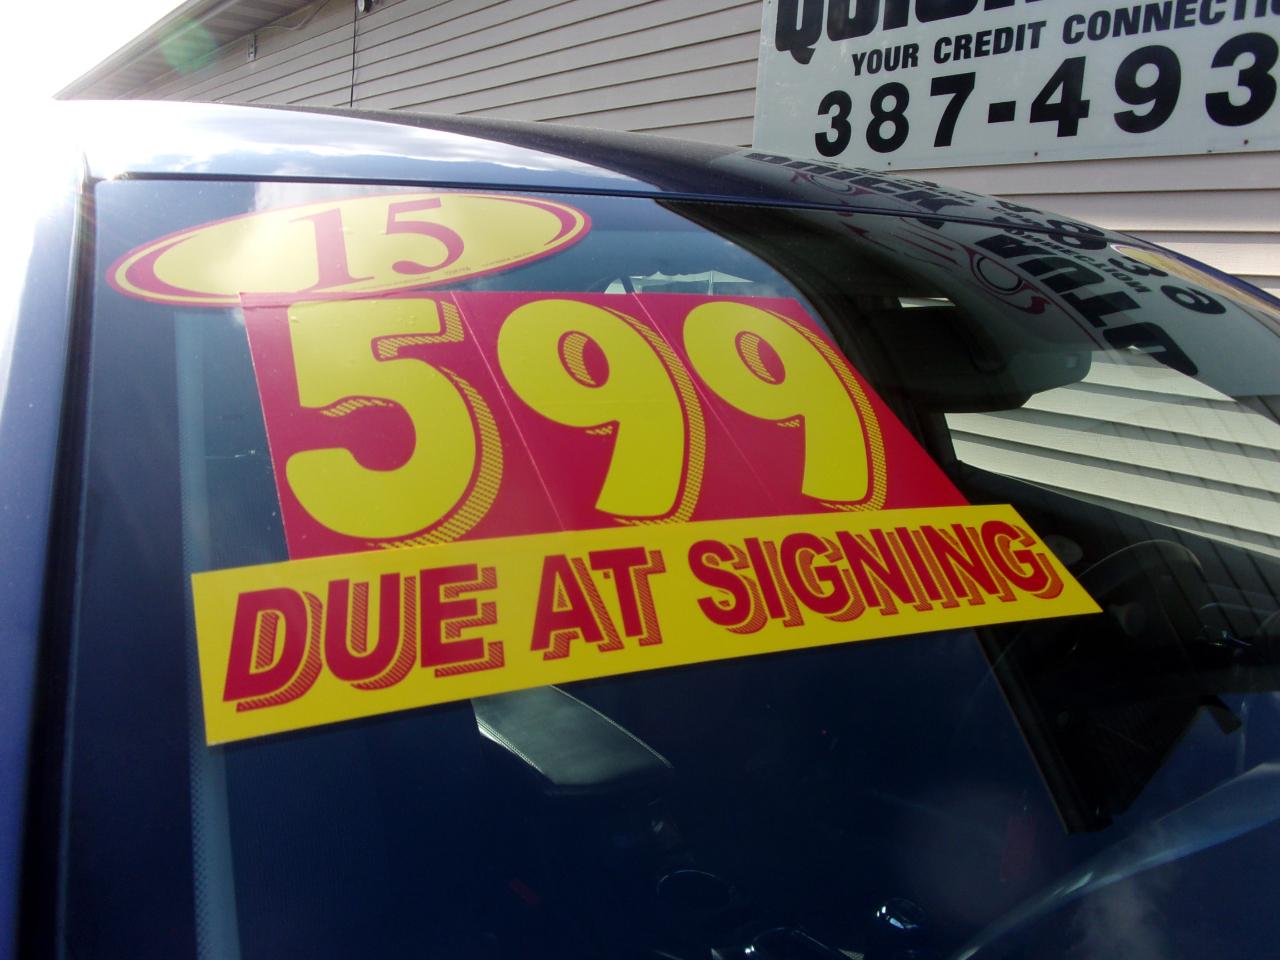 YOUR CREDIT CONNECTIO
387-493
15
599
DUE AT SIGNING